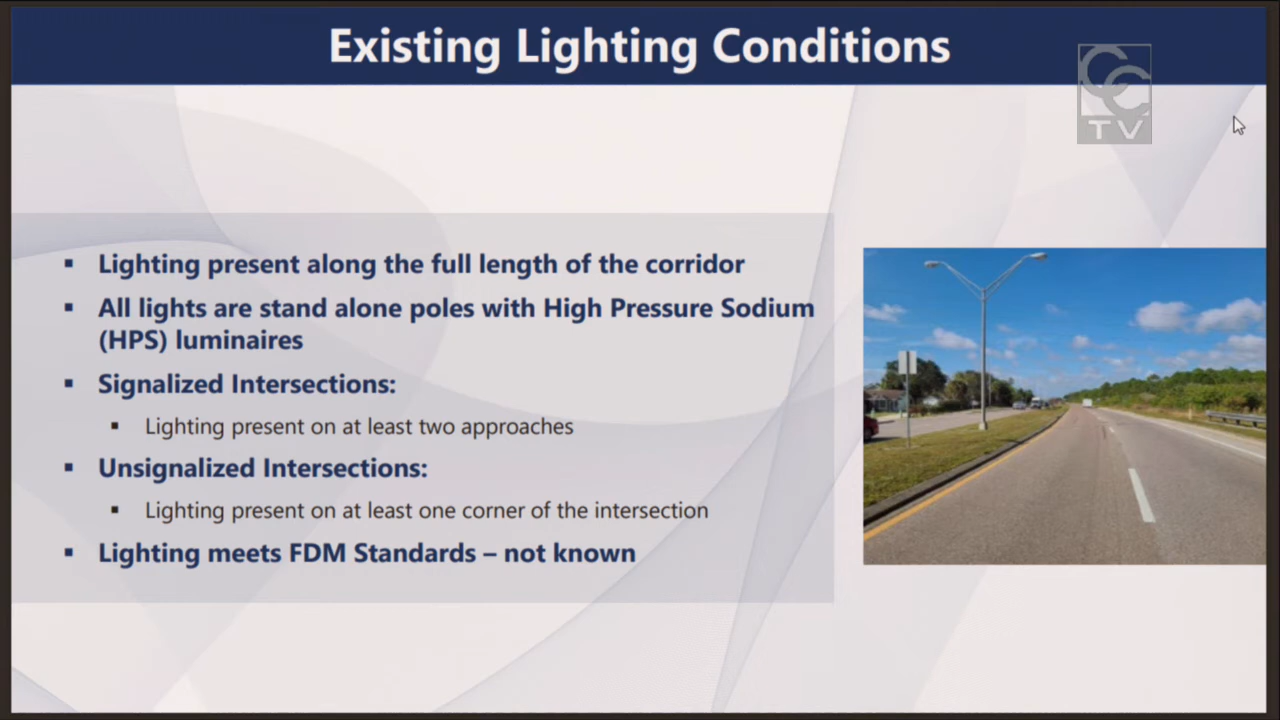 Existing Lighting Conditions
CC
TV
▪ Lighting present along the full length of the corridor
▪ All lights are stand alone poles with High Pressure Sodium
(HPS) luminaires
▪ Signalized Intersections:
▪ Lighting present on at least two approaches
▪ Unsignalized Intersections:
▪ Lighting present on at least one corner of the intersection
▪ Lighting meets FDM Standards – not known